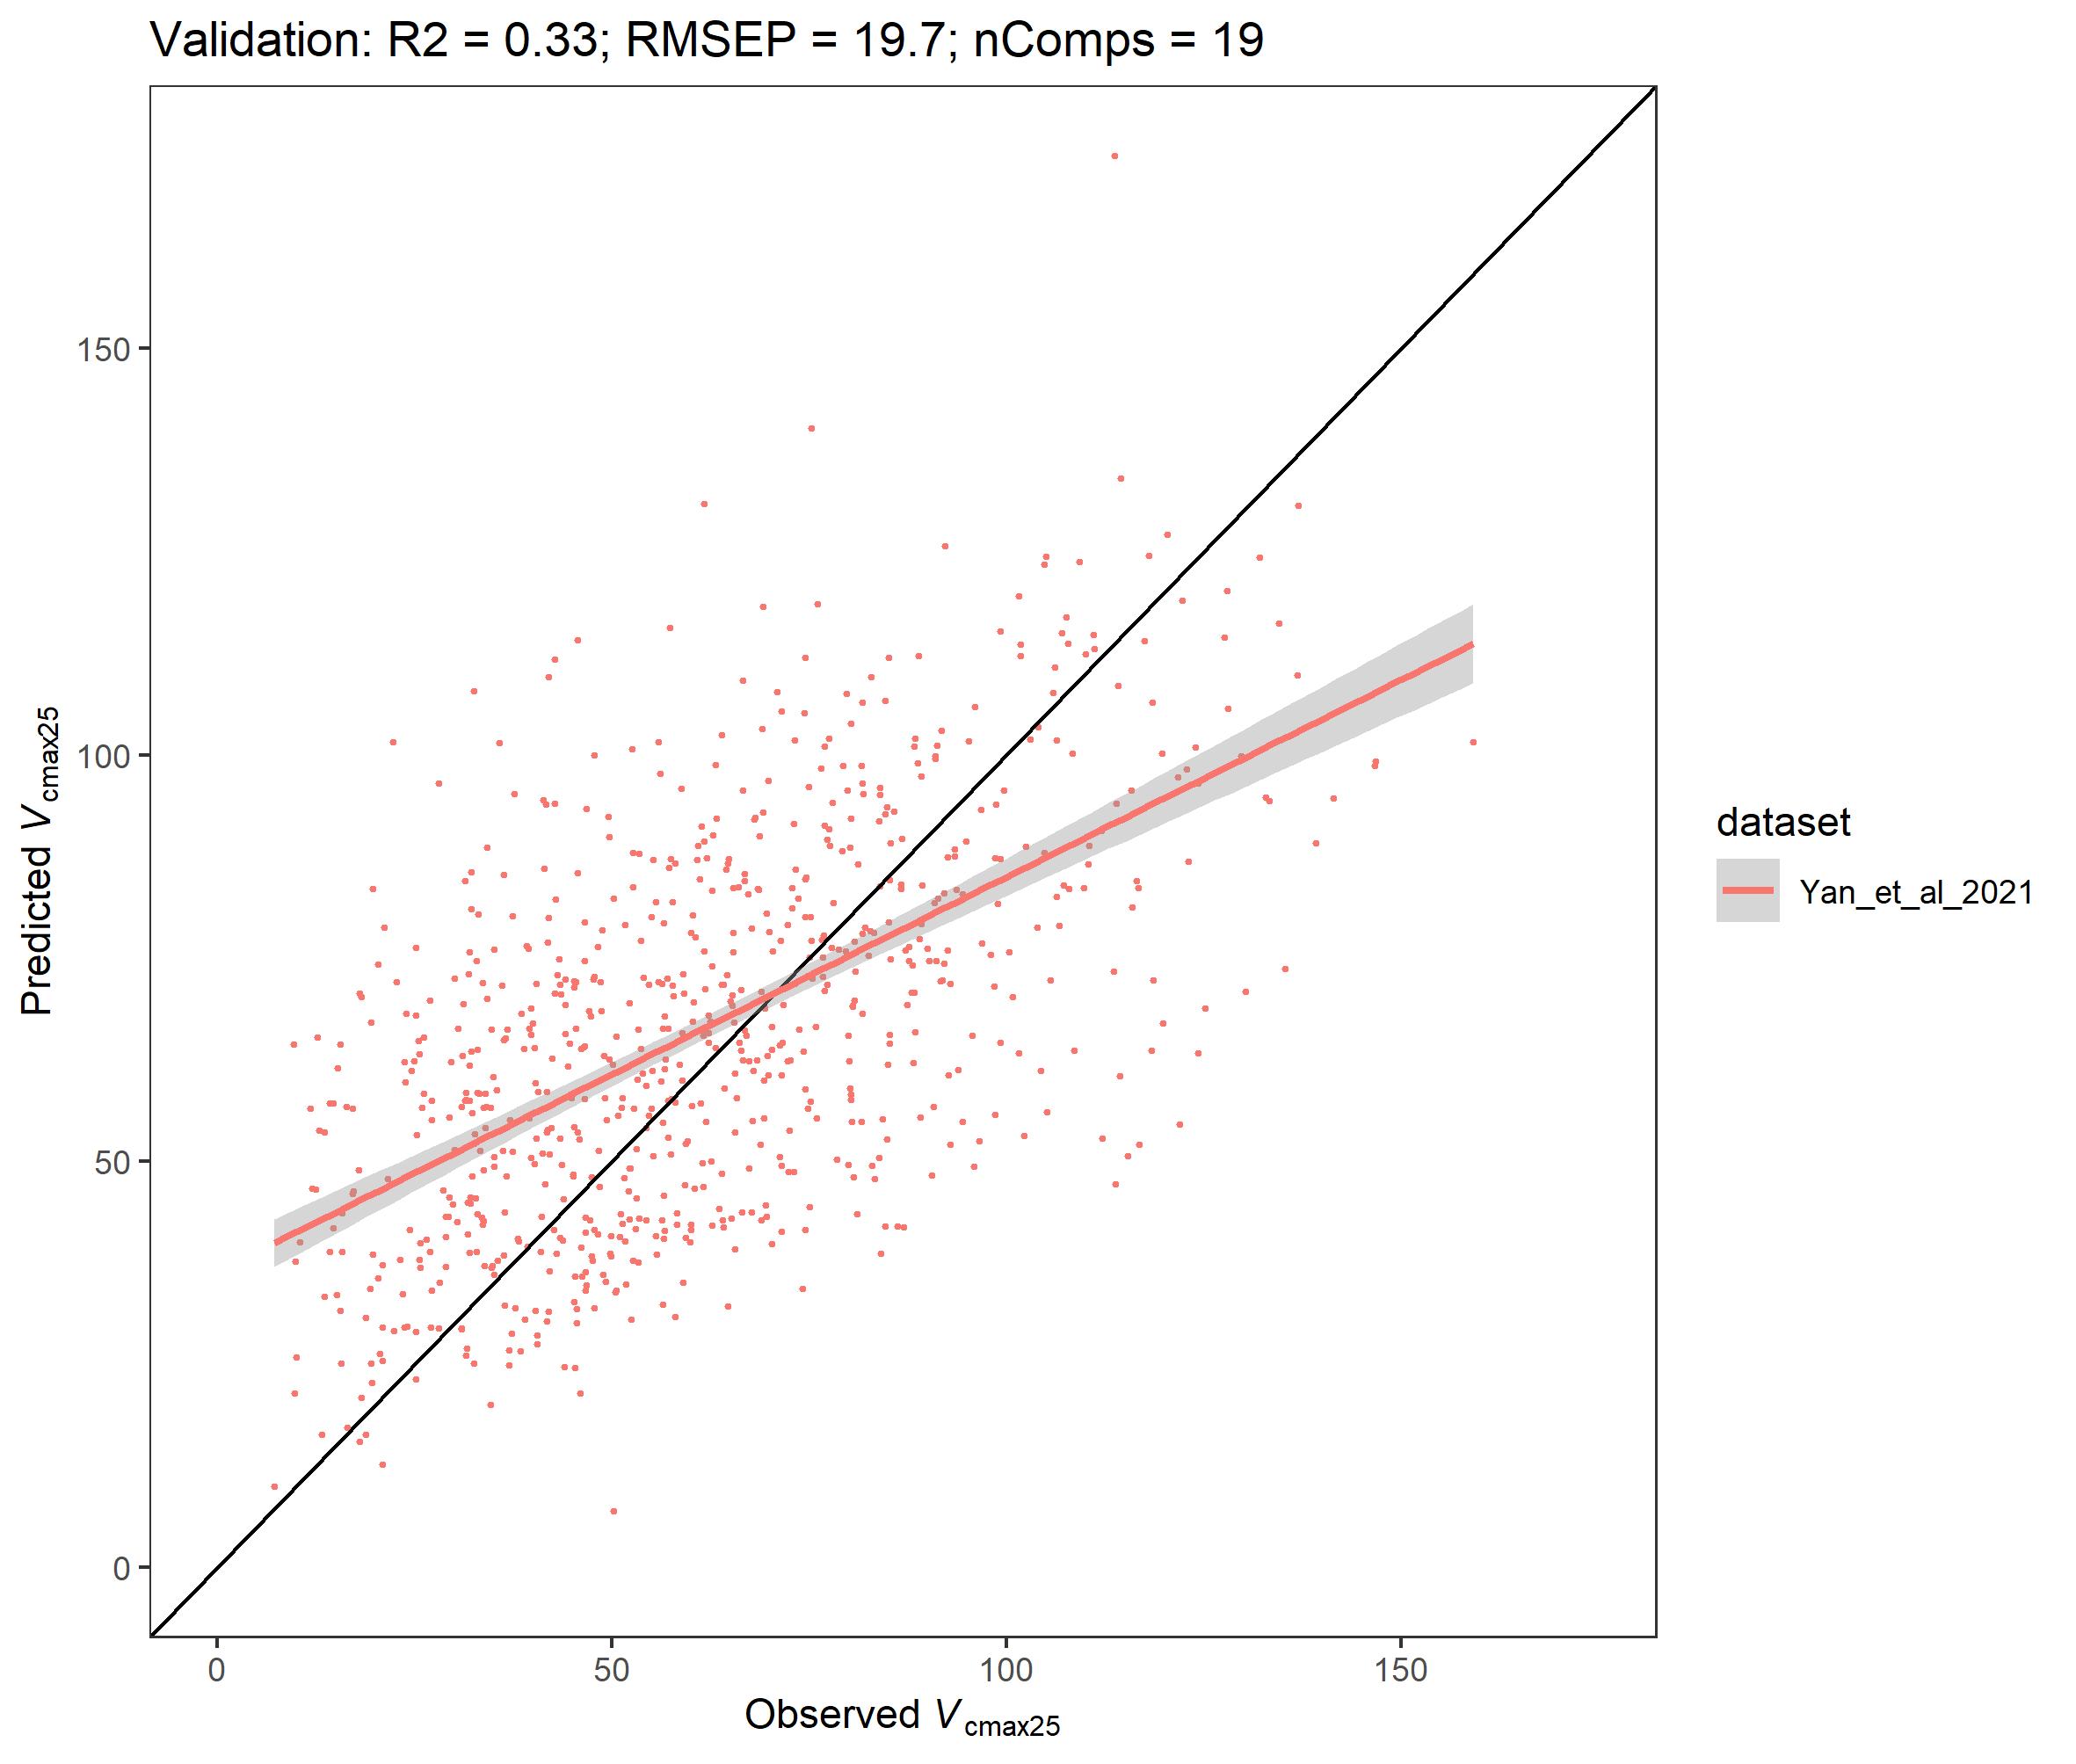 Validation: R2 = 0.33; RMSEP = 19.7; nComps = 19
150
100
50
0
Predicted Vcmax25
0 50 100 150
Observed Vcmax25
dataset
Yan_et_al_2021